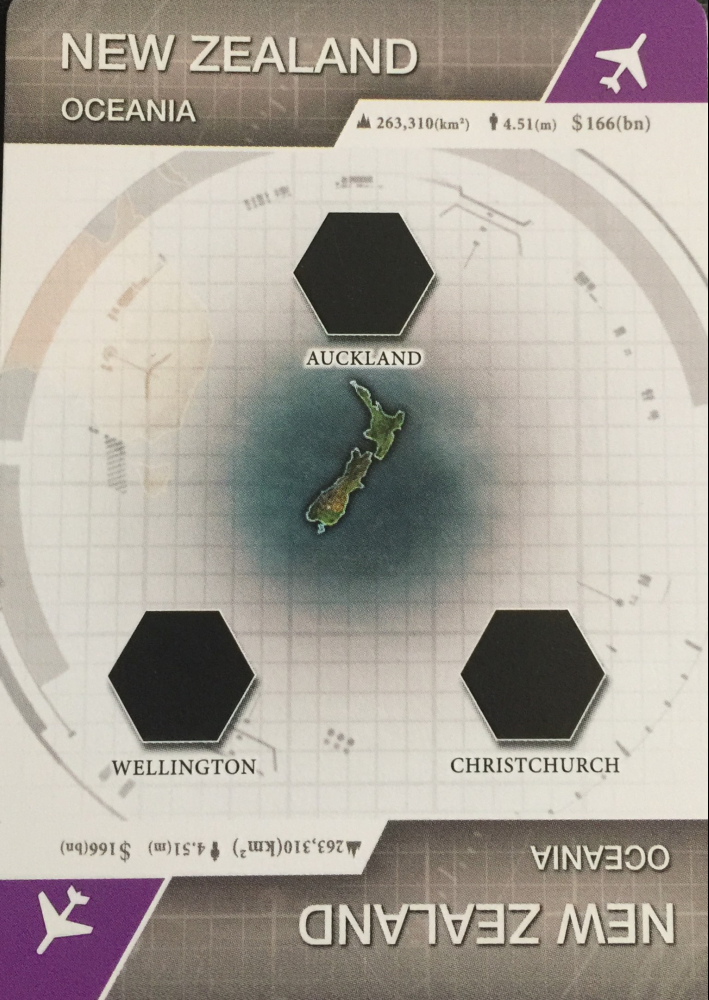 NEW ZEALAND
OCEANIA
263,310(km²) 4.51(m) $166(bn)
AUCKLAND
WELLINGTON
CHRISTCHURCH
263,310(km²) 4.51(m) $166(bn)
OCEANIA
NEW ZEALAND